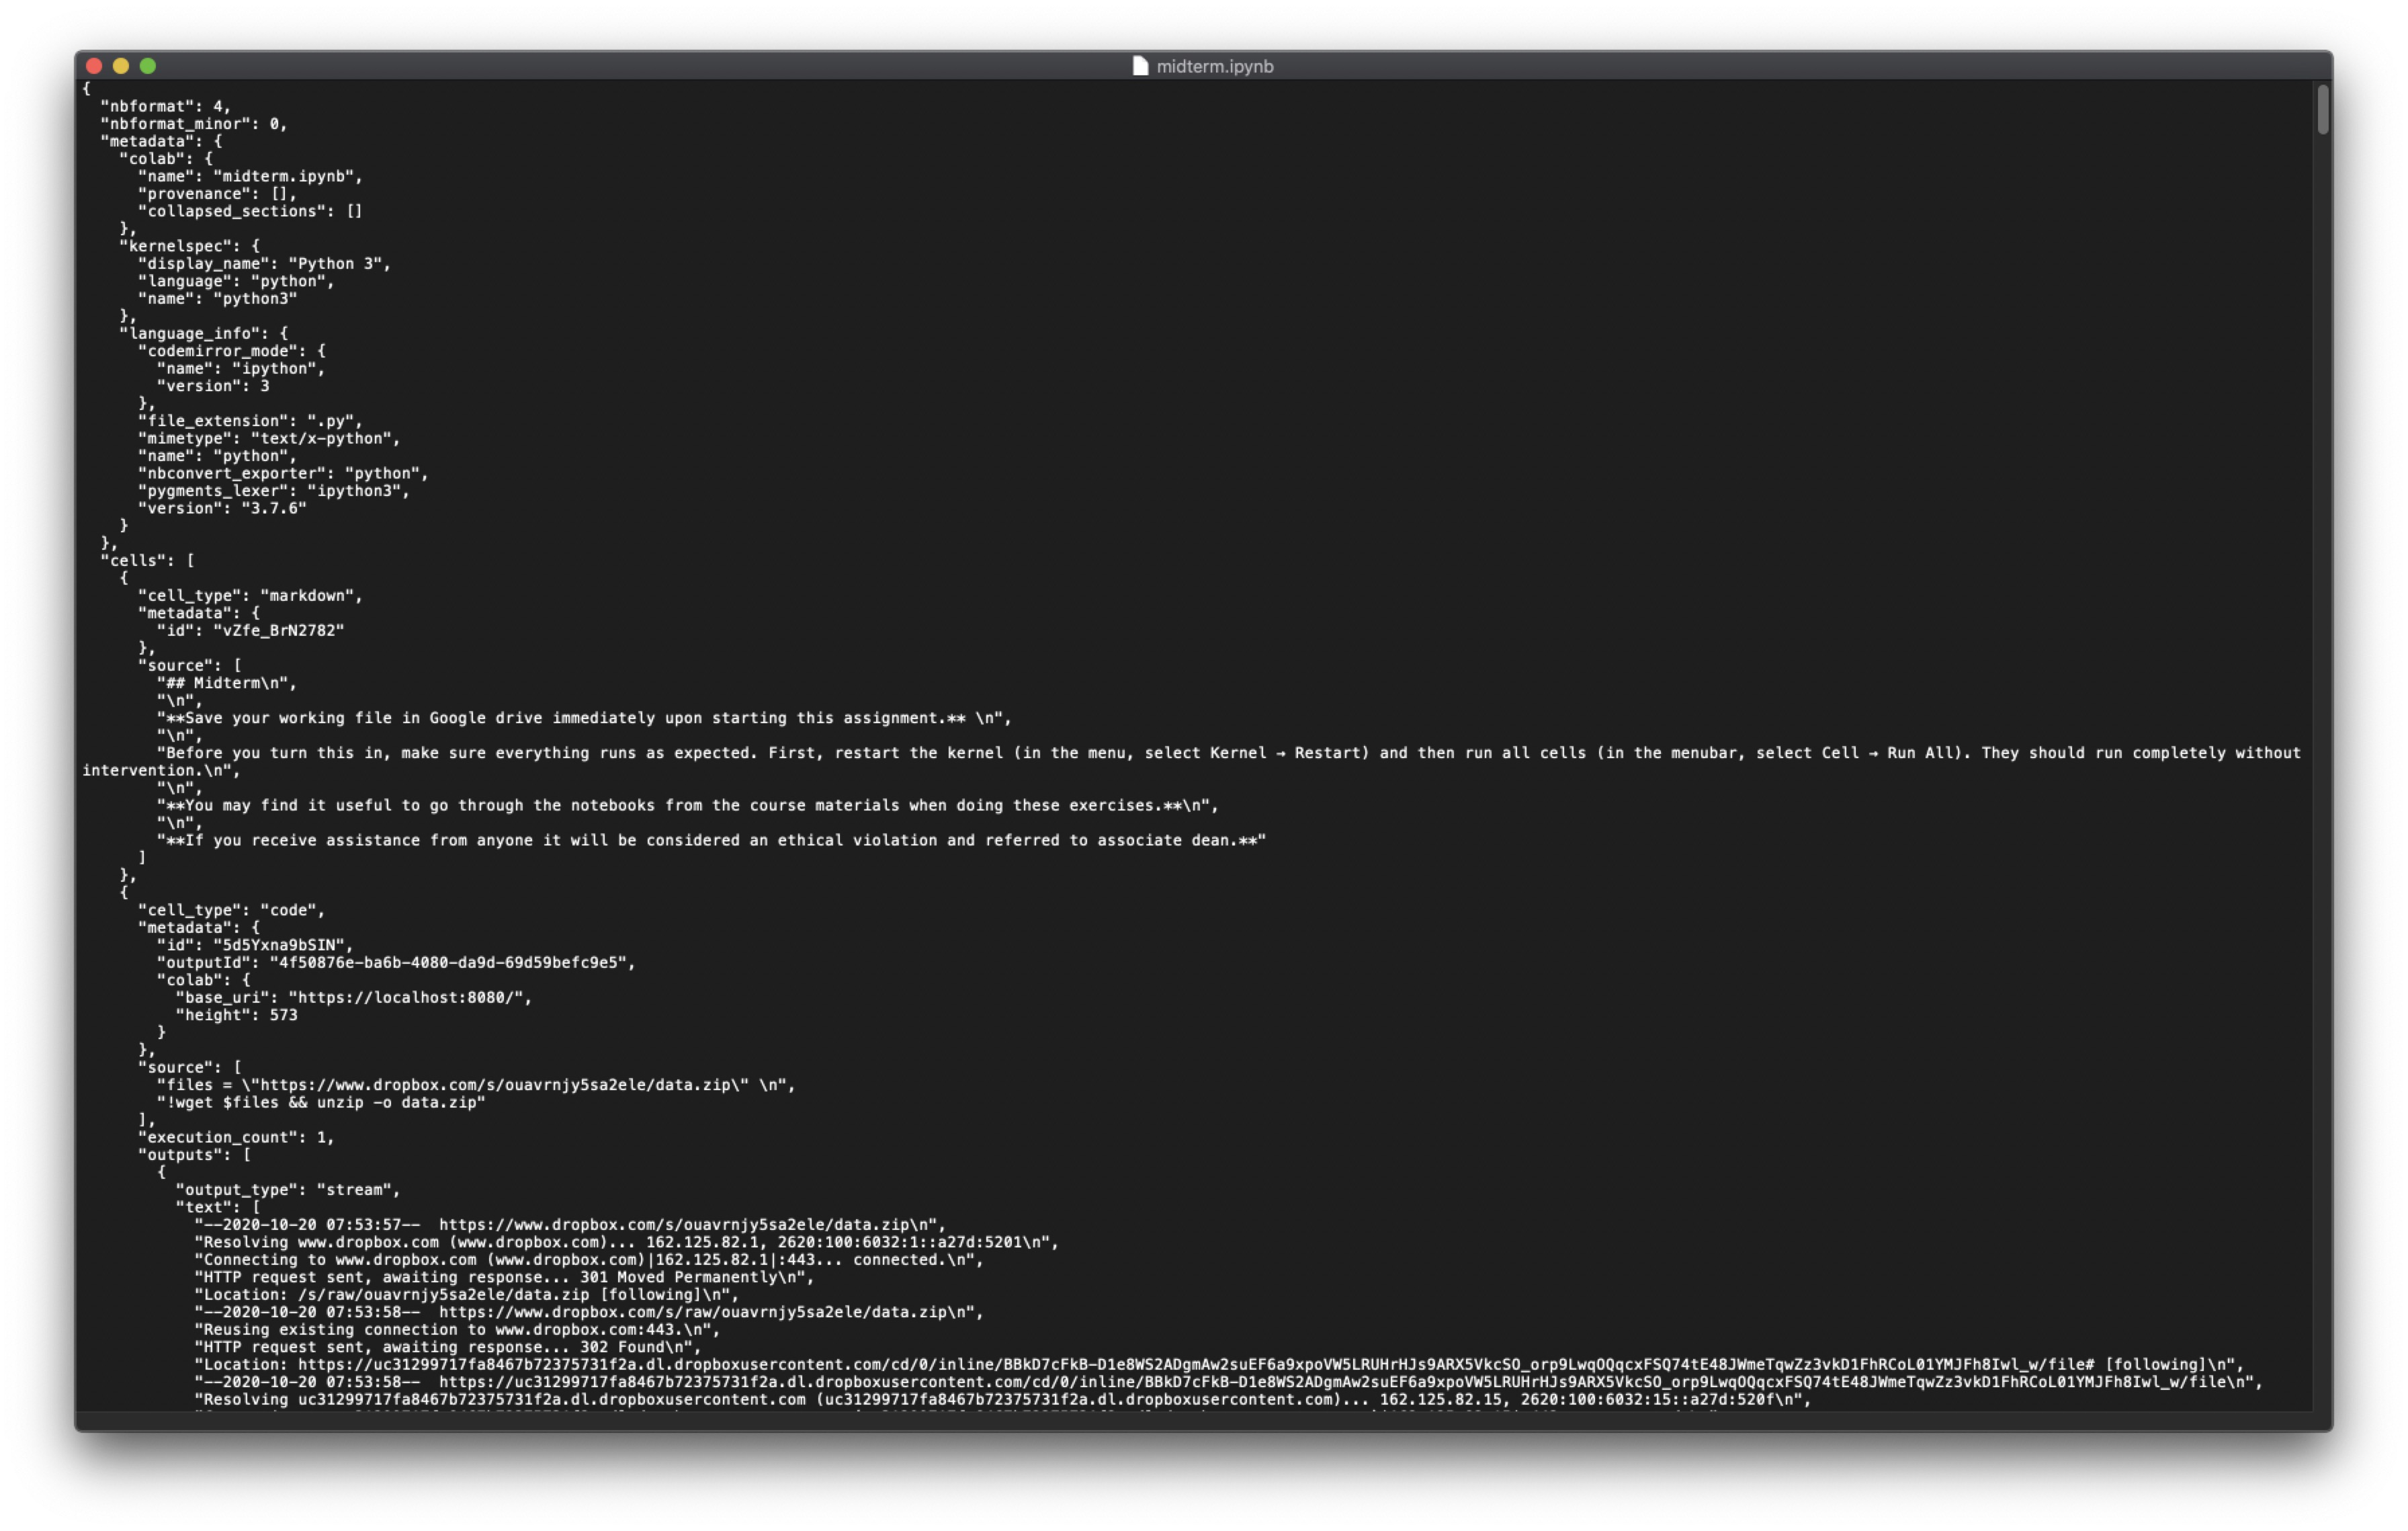 midterm.ipynb
{
  "nbformat": 4,
  "nbformat_minor": 0,
  "metadata": {
    "colab": {
      "name": "midterm.ipynb",
      "provenance": [],
      "collapsed_sections": []
    },
    "kernelspec": {
      "display_name": "Python 3",
      "language": "python",
      "name": "python3"
    },
    "language_info": {
      "codemirror_mode": {
        "name": "ipython",
        "version": 3
      },
      "file_extension": ".py",
      "mimetype": "text/x-python",
      "name": "python",
      "nbconvert_exporter": "python",
      "pygments_lexer": "ipython3",
      "version": "3.7.6"
    }
  },
  "cells": [
    {
      "cell_type": "markdown",
      "metadata": {
        "id": "vZfe_BrN2782"
      },
      "source": [
        "## Midterm\n",
        "\n",
        "**Save your working file in Google drive immediately upon starting this assignment.** \n",
        "\n",
        "Before you turn this in, make sure everything runs as expected. First, restart the kernel (in the menu, select Kernel → Restart) and then run all cells (in the menubar, select Cell → Run All). They should run completely without
intervention.\n",
        "\n",
        "**You may find it useful to go through the notebooks from the course materials when doing these exercises.**\n",
        "\n",
        "**If you receive assistance from anyone it will be considered an ethical violation and referred to associate dean.**"
      ]
    },
    {
      "cell_type": "code",
      "metadata": {
        "id": "5d5Yxna9bSIN",
        "outputId": "4f50876e-ba6b-4080-da9d-69d59befc9e5",
        "colab": {
          "base_uri": "https://localhost:8080/",
          "height": 573
        }
      },
      "source": [
        "files = \"https://www.dropbox.com/s/ouavrnjy5sa2ele/data.zip\" \n",
        "!wget $files && unzip -o data.zip"
      ],
      "execution_count": 1,
      "outputs": [
        {
          "output_type": "stream",
          "text": [
            "--2020-10-20 07:53:57--  https://www.dropbox.com/s/ouavrnjy5sa2ele/data.zip\n",
            "Resolving www.dropbox.com (www.dropbox.com)... 162.125.82.1, 2620:100:6032:1::a27d:5201\n",
            "Connecting to www.dropbox.com (www.dropbox.com)|162.125.82.1|:443... connected.\n",
            "HTTP request sent, awaiting response... 301 Moved Permanently\n",
            "Location: /s/raw/ouavrnjy5sa2ele/data.zip [following]\n",
            "--2020-10-20 07:53:58--  https://www.dropbox.com/s/raw/ouavrnjy5sa2ele/data.zip\n",
            "Reusing existing connection to www.dropbox.com:443.\n",
            "HTTP request sent, awaiting response... 302 Found\n",
            "Location: https://uc31299717fa8467b72375731f2a.dl.dropboxusercontent.com/cd/0/inline/BBkD7cFkB-D1e8WS2ADgmAw2suEF6a9xpoVW5LRUHrHJs9ARX5VkcSO_orp9LwqOQqcxFSQ74tE48JWmeTqwZz3vkD1FhRCoL01YMJFh8Iwl_w/file# [following]\n",
            "--2020-10-20 07:53:58--  https://uc31299717fa8467b72375731f2a.dl.dropboxusercontent.com/cd/0/inline/BBkD7cFkB-D1e8WS2ADgmAw2suEF6a9xpoVW5LRUHrHJs9ARX5VkcSO_orp9LwqOQqcxFSQ74tE48JWmeTqwZz3vkD1FhRCoL01YMJFh8Iwl_w/file\n",
            "Resolving uc31299717fa8467b72375731f2a.dl.dropboxusercontent.com (uc31299717fa8467b72375731f2a.dl.dropboxusercontent.com)... 162.125.82.15, 2620:100:6032:15::a27d:520f\n",